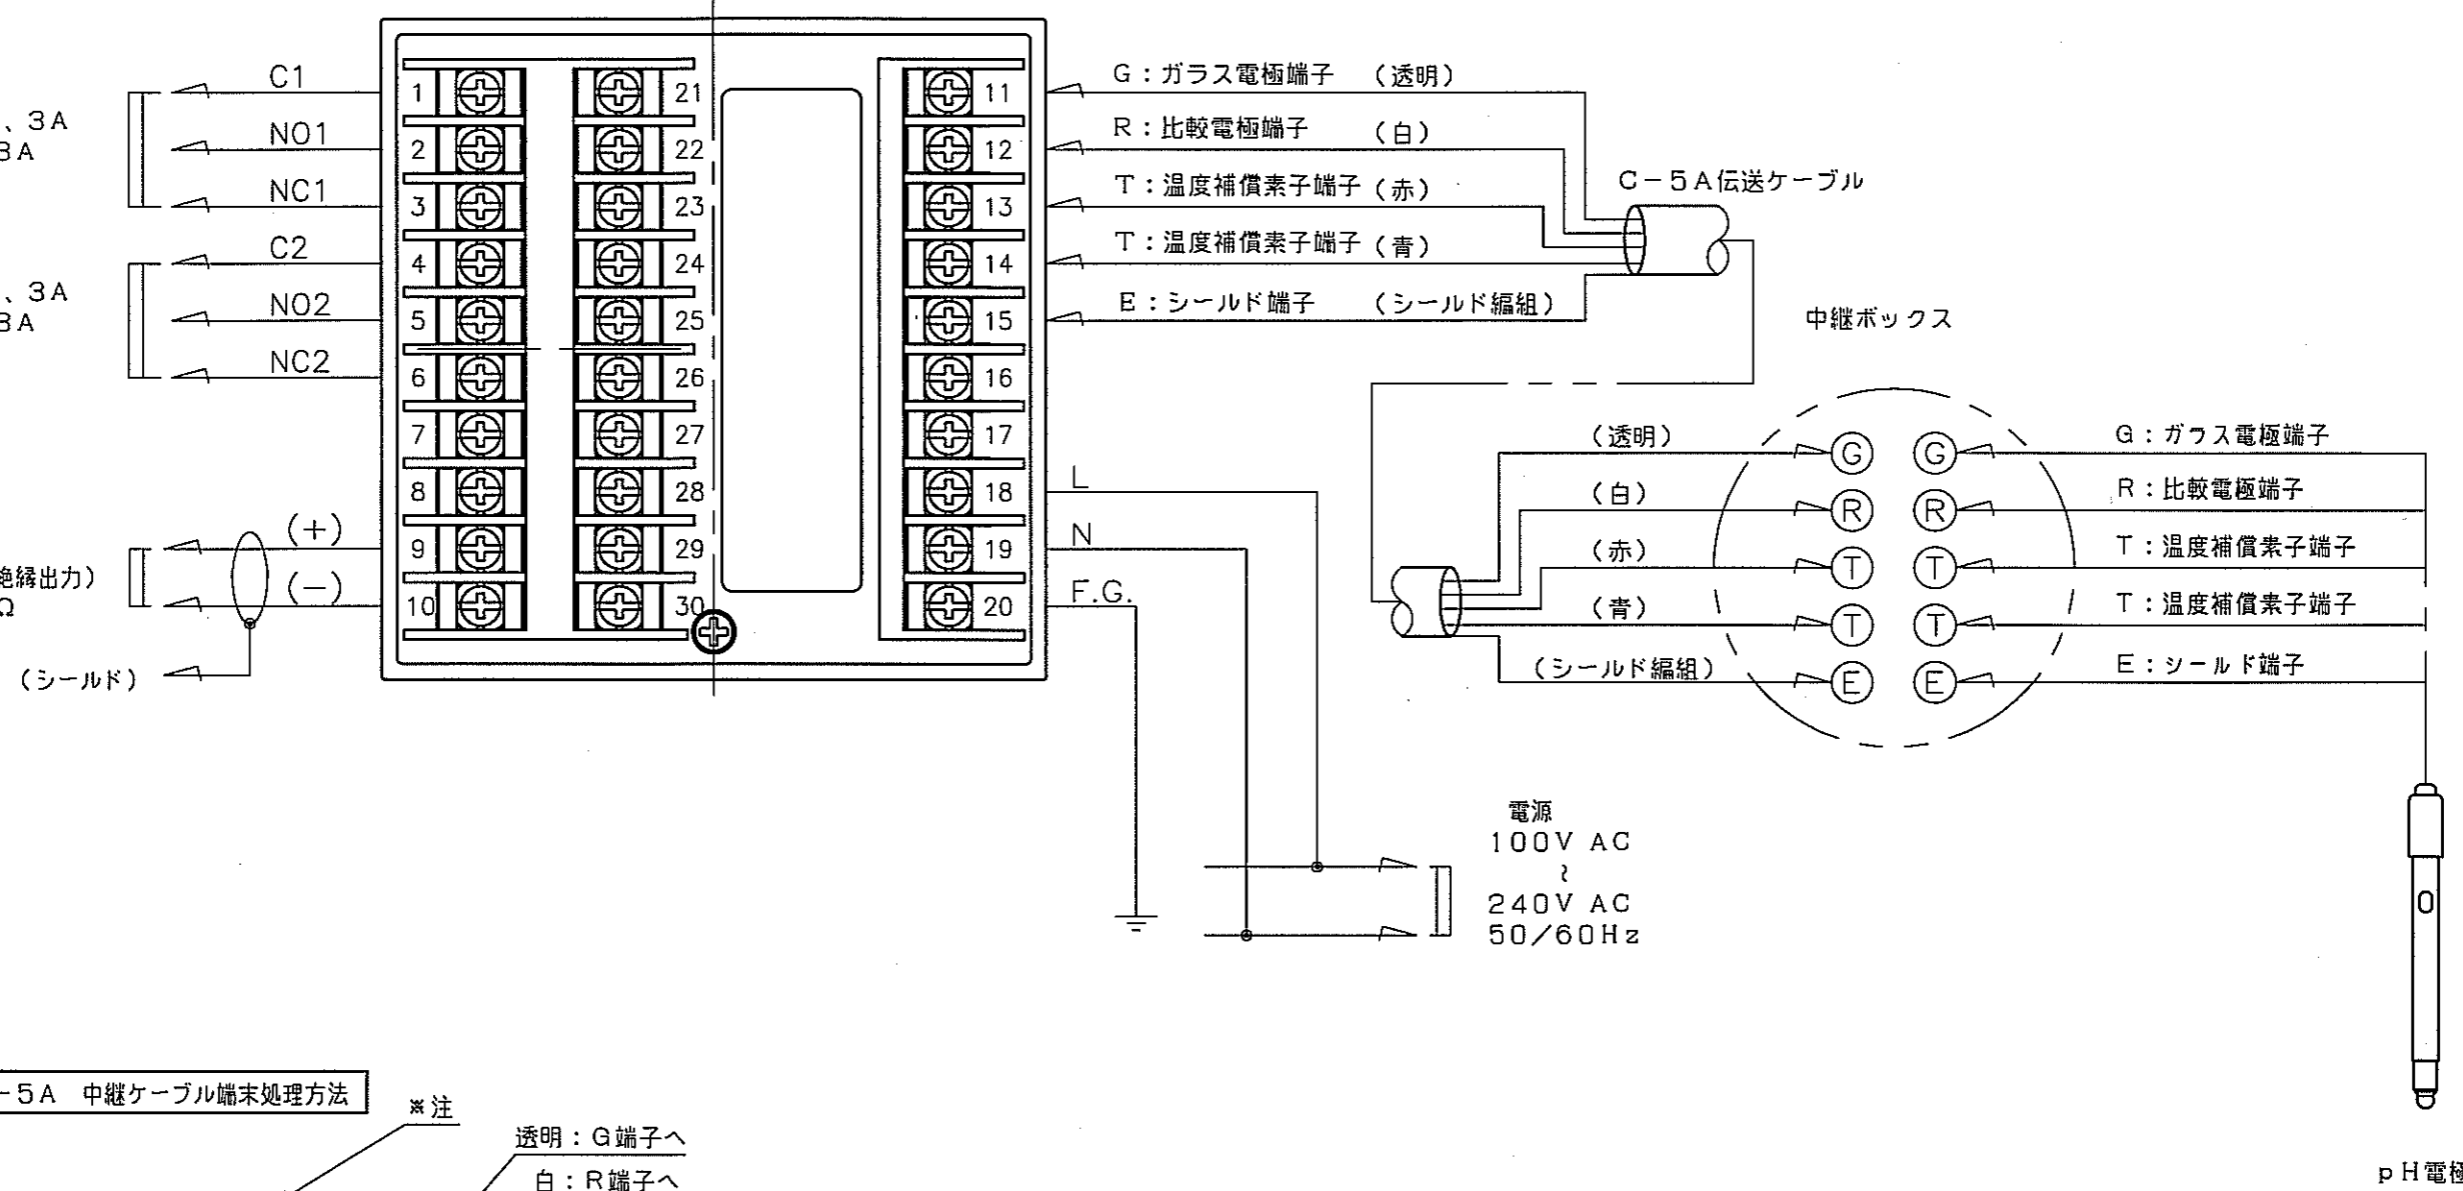 C1
NO1
NC1
C2
NO2
NC2
、3A
3A
、3A
3A
(+)
(−)
絶縁出力)
Ω
(シールド)
1
2
3
4
5
6
7
8
9
10
21
22
23
24
25
26
27
28
29
30
11
12
13
14
15
16
17
18
19
20
G:ガラス電極端子 (透明)
R:比較電極端子 (白)
T:温度補償素子端子(赤)
T:温度補償素子端子(青)
E:シールド端子 (シールド編組)
C-5A伝送ケーブル
中継ボックス
L
N
F.G.
(透明)
(白)
(赤)
(青)
(シールド編組)
G
R
T
T
E
G
R
T
T
E
G:ガラス電極端子
R:比較電極端子
T:温度補償素子端子
T:温度補償素子端子
E:シールド端子
電源
100V AC
~
240V AC
50/60Hz
pH電極
-5A 中継ケーブル端末処理方法
※注
透明:G端子へ
白:R端子へ